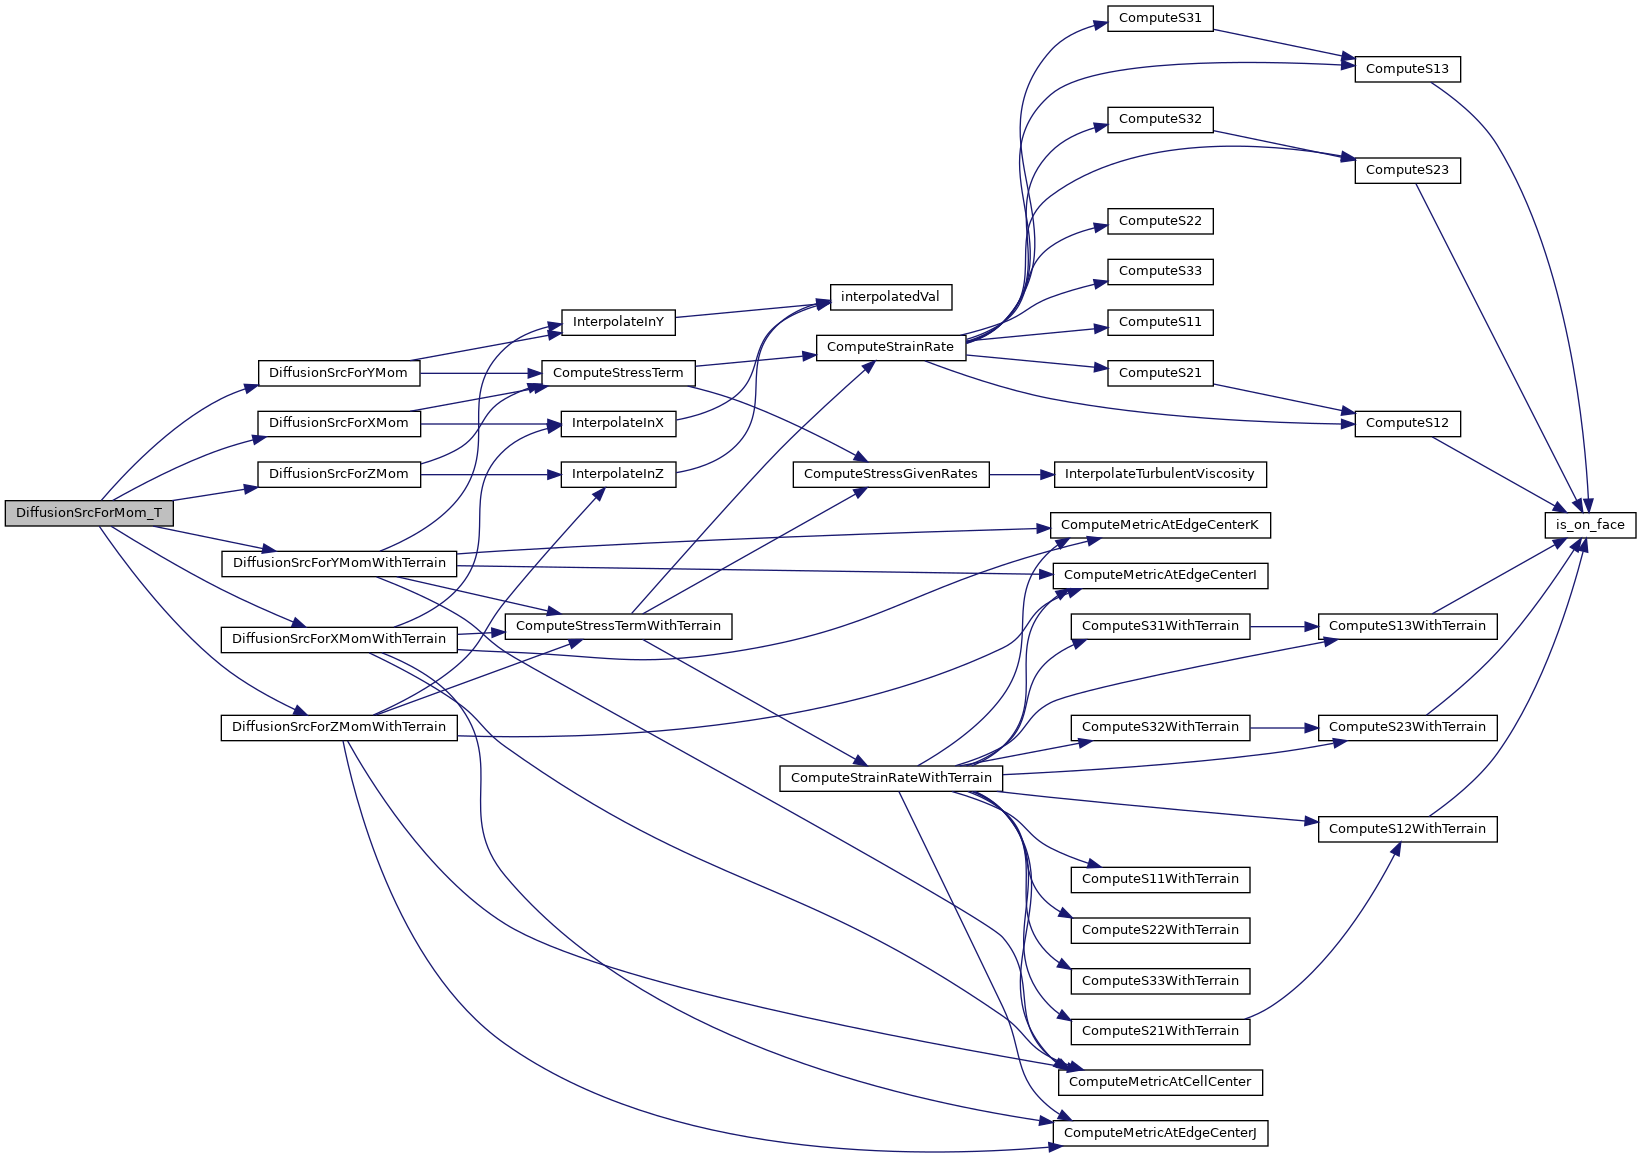 ComputeS31
ComputeS13
ComputeS32
ComputeS23
ComputeS22
ComputeS33
interpolatedVal
InterpolateInY
ComputeS11
ComputeStrainRate
DiffusionSrcForYMom
ComputeStressTerm
ComputeS21
DiffusionSrcForXMom
InterpolateInX
ComputeS12
DiffusionSrcForZMom
InterpolateInZ
ComputeStressGivenRates
InterpolateTurbulentViscosity
DiffusionSrcForMom_T
ComputeMetricAtEdgeCenterK
is_on_face
DiffusionSrcForYMomWithTerrain
ComputeMetricAtEdgeCenterI
ComputeStressTermWithTerrain
ComputeS31WithTerrain
ComputeS13WithTerrain
DiffusionSrcForXMomWithTerrain
DiffusionSrcForZMomWithTerrain
ComputeS32WithTerrain
ComputeS23WithTerrain
ComputeStrainRateWithTerrain
ComputeS12WithTerrain
ComputeS11WithTerrain
ComputeS22WithTerrain
ComputeS33WithTerrain
ComputeS21WithTerrain
ComputeMetricAtCellCenter
ComputeMetricAtEdgeCenterJ